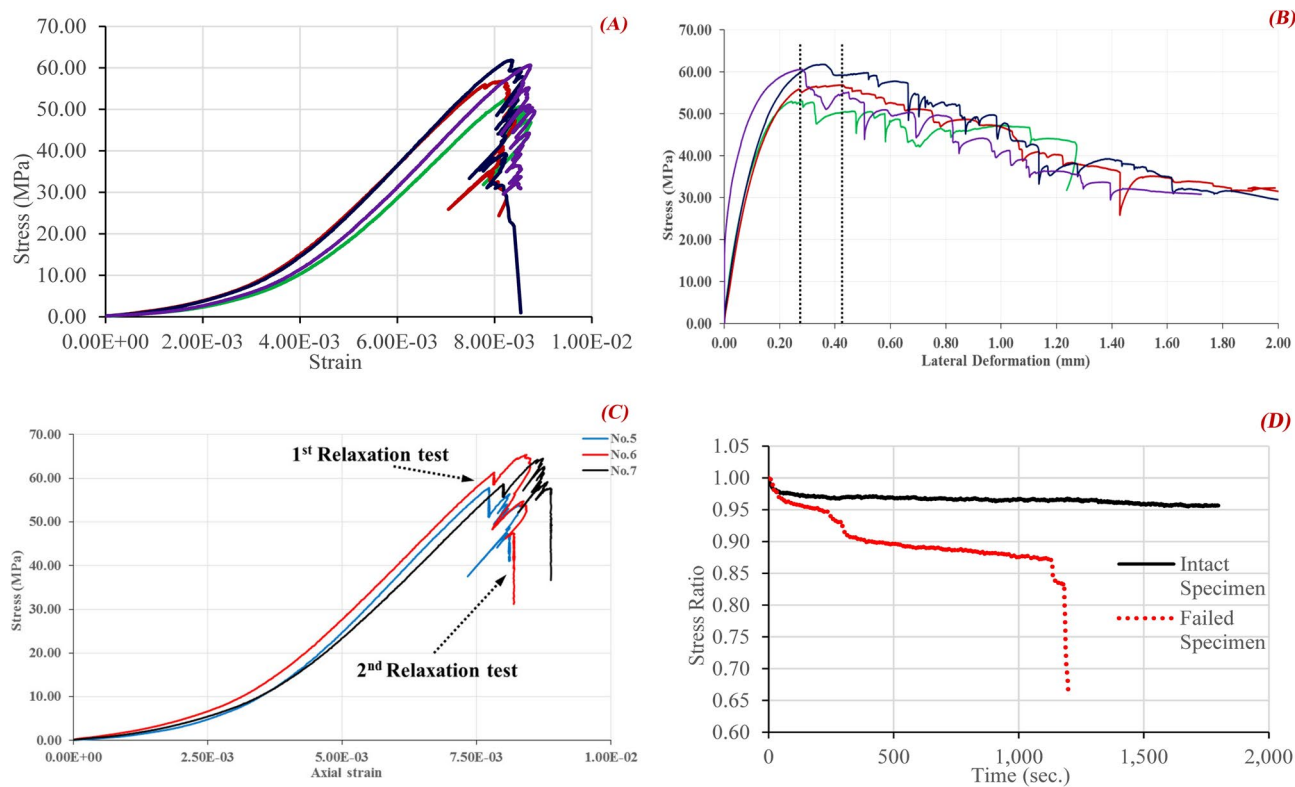 (A)
70.00
60.00
50.00
40.00
30.00
20.00
10.00
0.00
Stress (MPa)
0.00E+00 2.00E-03 4.00E-03 6.00E-03 8.00E-03 1.00E-02
Strain
(B)
70.00
60.00
50.00
40.00
30.00
20.00
10.00
0.00
Stress (MPa)
0.00 0.20 0.40 0.60 0.80 1.00 1.20 1.40 1.60 1.80 2.00
Lateral Deformation (mm)
(C)
70.00
60.00
50.00
40.00
30.00
20.00
10.00
0.00
Stress (MPa)
1st Relaxation test
No.5
No.6
No.7
2nd Relaxation test
0.00E+00 2.50E-03 5.00E-03 7.50E-03 1.00E-02
Axial strain
(D)
1.05
1.00
0.95
0.90
0.85
0.80
0.75
0.70
0.65
0.60
Stress Ratio
Intact
Specimen
Failed
Specimen
0 500 1,000 1,500 2,000
Time (sec.)